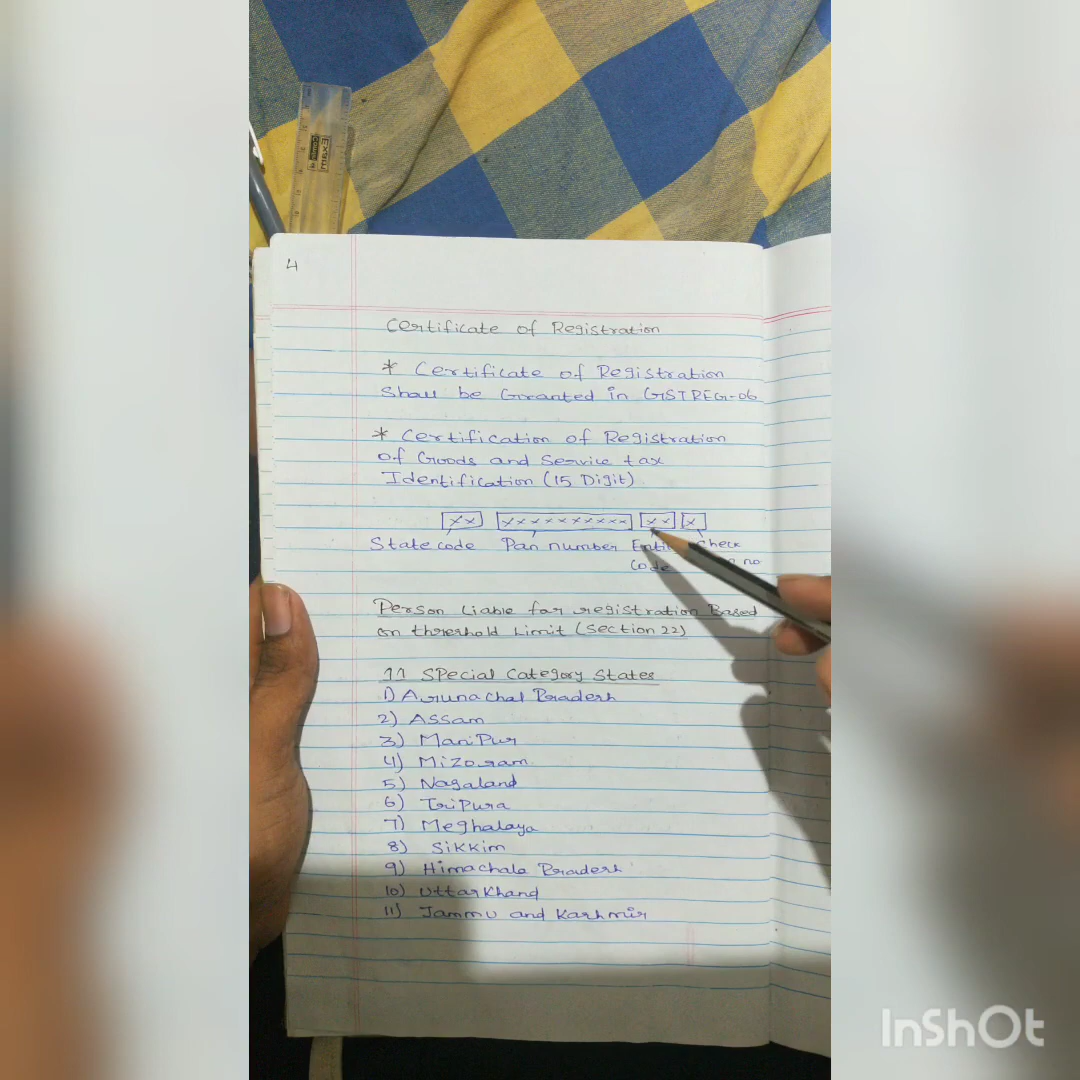 4
Certificate of Registration
* Certificate of Registration
Shall be Granted in GSTREG-06
* Certification of Registration
of Goods and Service tax
Identification (15 Digit)
XX XXXXXXXXXX XX X
State code Pan number Check
Code no
Person Liable for registration Based
on threshold Limit (Section 22)
11 Special Category States
1) Arunachal Pradesh
2) Assam
3) ManiPur
4) Mizoram
5) Nagaland
6) TriPura
7) Meghalaya
8) Sikkim
9) Himachala Pradesh
10) Uttarkhand
11) Jammu and Kashmir
Exam
InShOt